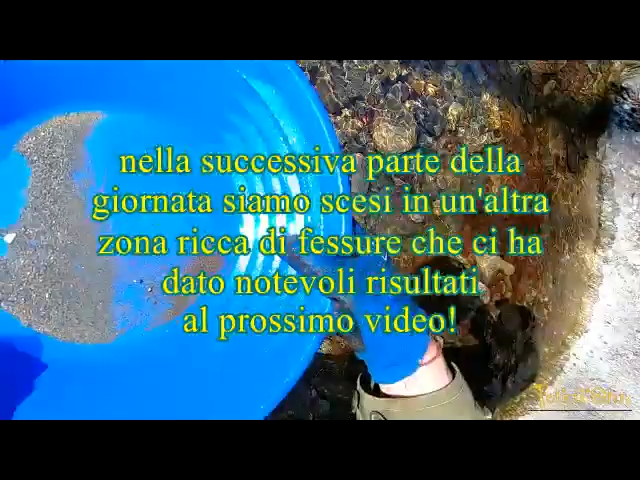 nella successiva parte della
giornata siamo scesi in un'altra
zona ricca di fessure che ci ha
dato notevoli risultati
al prossimo video!